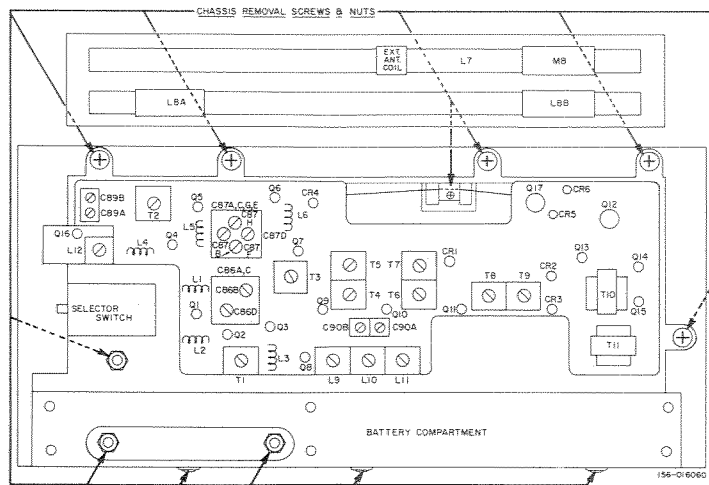 CHASSIS REMOVAL SCREWS & NUTS
EXT.
ANT.
COIL
L7
M8
L8A
L8B
C89B
C89A
T2
Q5
C87A,C,G,E
Q6
CR4
L6
C87
H
C87D
L5
C87
B
C87
F
Q17
CR6
CR5
Q12
Q16
L12
L4
Q4
Q7
T3
T5
T7
CR1
Q13
Q14
L1
C86A,C
C86B
C86D
T4
T6
T8
T9
CR2
T10
SELECTOR
SWITCH
Q1
Q9
Q10
Q11
CR3
Q15
Q3
C90B
C90A
L2
Q2
T11
T1
L3
Q8
L9
L10
L11
BATTERY COMPARTMENT
156-016060